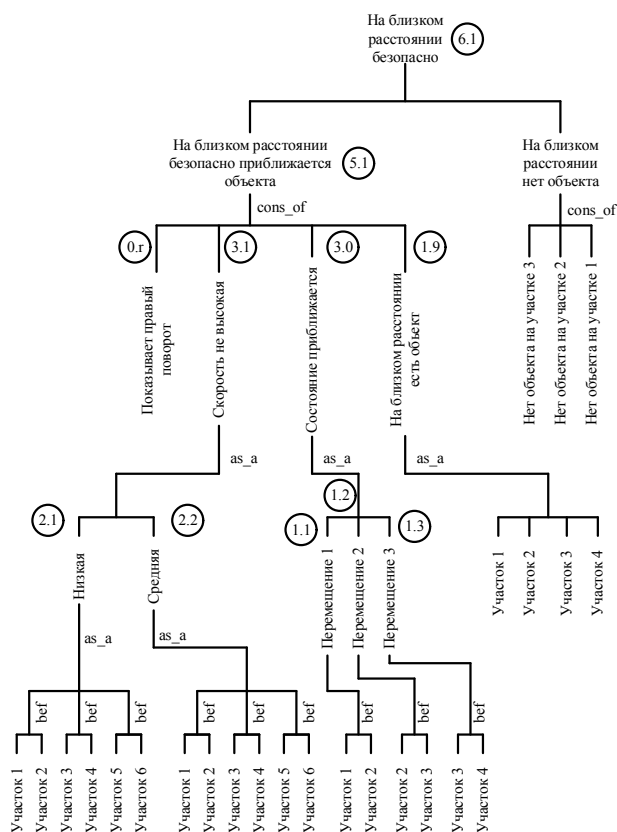 На близком
расстоянии
безопасно
6.1
На близком расстоянии
безопасно приближается
объекта
5.1
На близком
расстоянии
нет объекта
cons_of
cons_of
0.г
3.1
3.0
1.9
Показывает правый
поворот
Скорость не высокая
Состояние приближается
На близком расстоянии
есть объект
Нет объекта на участке 3
Нет объекта на участке 2
Нет объекта на участке 1
as_a
as_a
as_a
2.1
2.2
1.1
1.2
1.3
Низкая
Средняя
Перемещение 1
Перемещение 2
Перемещение 3
Участок 1
Участок 2
Участок 3
Участок 4
as_a
as_a
bef
bef
bef
bef
bef
bef
bef
bef
bef
Участок 1
Участок 2
Участок 3
Участок 4
Участок 5
Участок 6
Участок 1
Участок 2
Участок 3
Участок 4
Участок 5
Участок 6
Участок 1
Участок 2
Участок 2
Участок 3
Участок 3
Участок 4